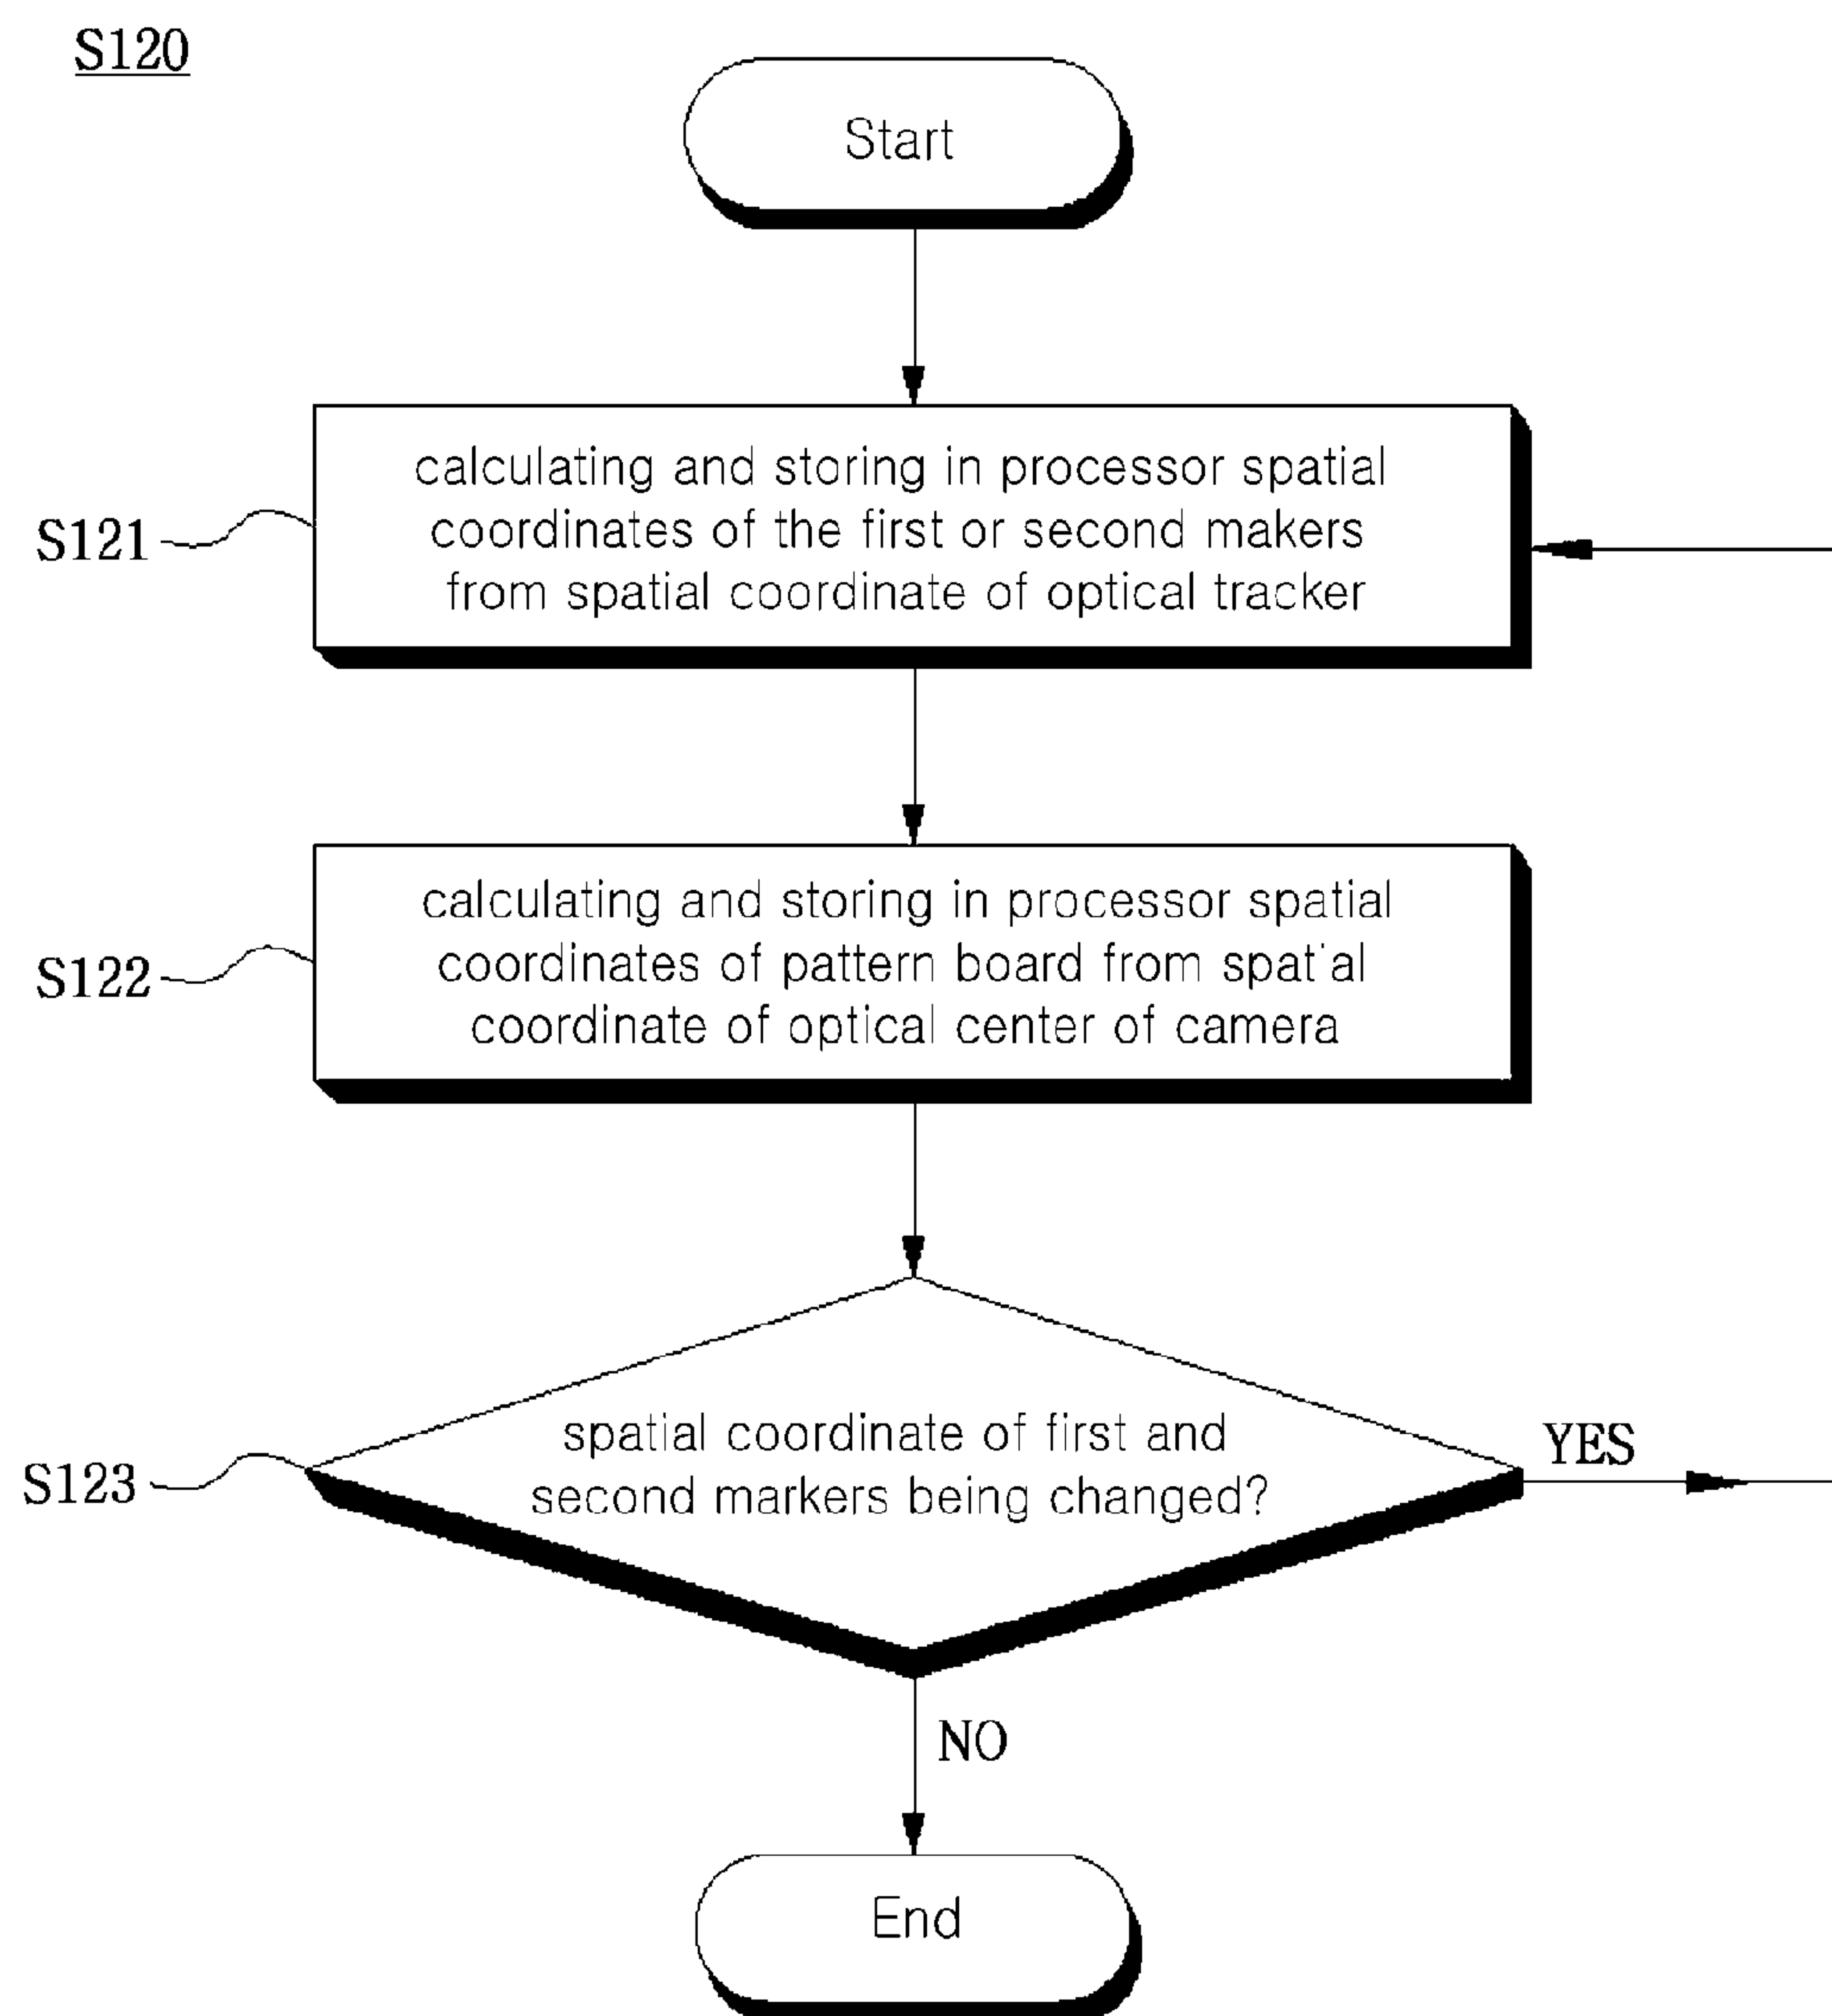 S120
Start
S121
calculating and storing in processor spatial
coordinates of the first or second makers
from spatial coordinate of optical tracker
S122
calculating and storing in processor spatial
coordinates of pattern board from spatial
coordinate of optical center of camera
S123
spatial coordinate of first and
second markers being changed?
YES
NO
End